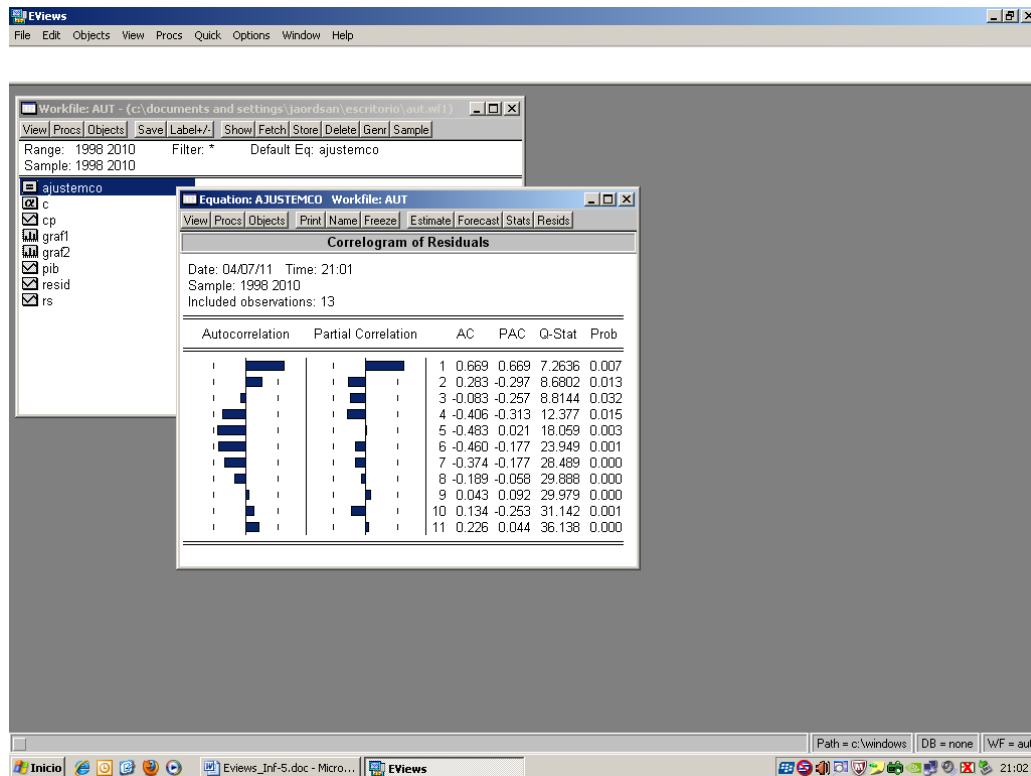 EViews
File Edit Objects View Procs Quick Options Window Help
Workfile: AUT - (c:\documents and settings\jaordsan\escritorio\aut.wf1)
View Procs Objects Save Label+/- Show Fetch Store Delete Genr Sample
Range: 1998 2010 Filter: * Default Eq: ajustemco
Sample: 1998 2010
ajustemco
c
cp
graf1
graf2
pib
resid
rs
Equation: AJUSTEMCO Workfile: AUT
View Procs Objects Print Name Freeze Estimate Forecast Stats Resids
Correlogram of Residuals
Date: 04/07/11 Time: 21:01
Sample: 1998 2010
Included observations: 13
Autocorrelation Partial Correlation AC PAC Q-Stat Prob
1 0.669 0.669 7.2636 0.007
2 0.283 -0.297 8.6802 0.013
3 -0.083 -0.257 8.8144 0.032
4 -0.406 -0.313 12.377 0.015
5 -0.483 0.021 18.059 0.003
6 -0.460 -0.177 23.949 0.001
7 -0.374 -0.177 28.489 0.000
8 -0.189 -0.058 29.888 0.000
9 0.043 0.092 29.979 0.000
10 0.134 -0.253 31.142 0.001
11 0.226 0.044 36.138 0.000
Path = c:\windows DB = none WF = aut
Inicio Eviews_Inf-5.doc - Micro... EViews 21:02